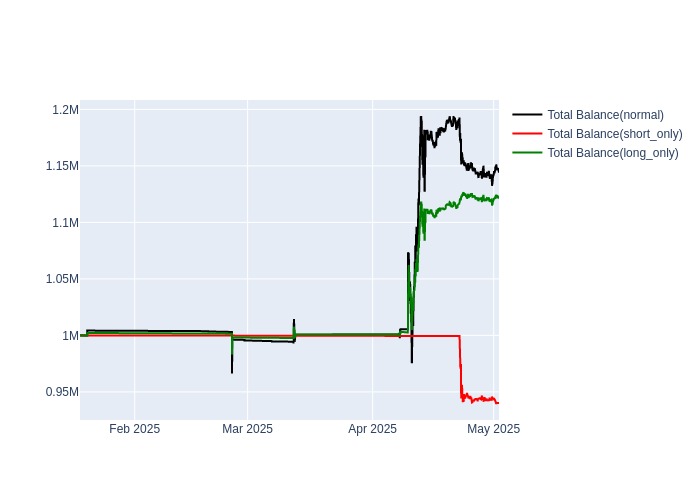 1.2M
1.15M
1.1M
1.05M
1M
0.95M
Feb 2025
Mar 2025
Apr 2025
May 2025
Total Balance(normal)
Total Balance(short_only)
Total Balance(long_only)